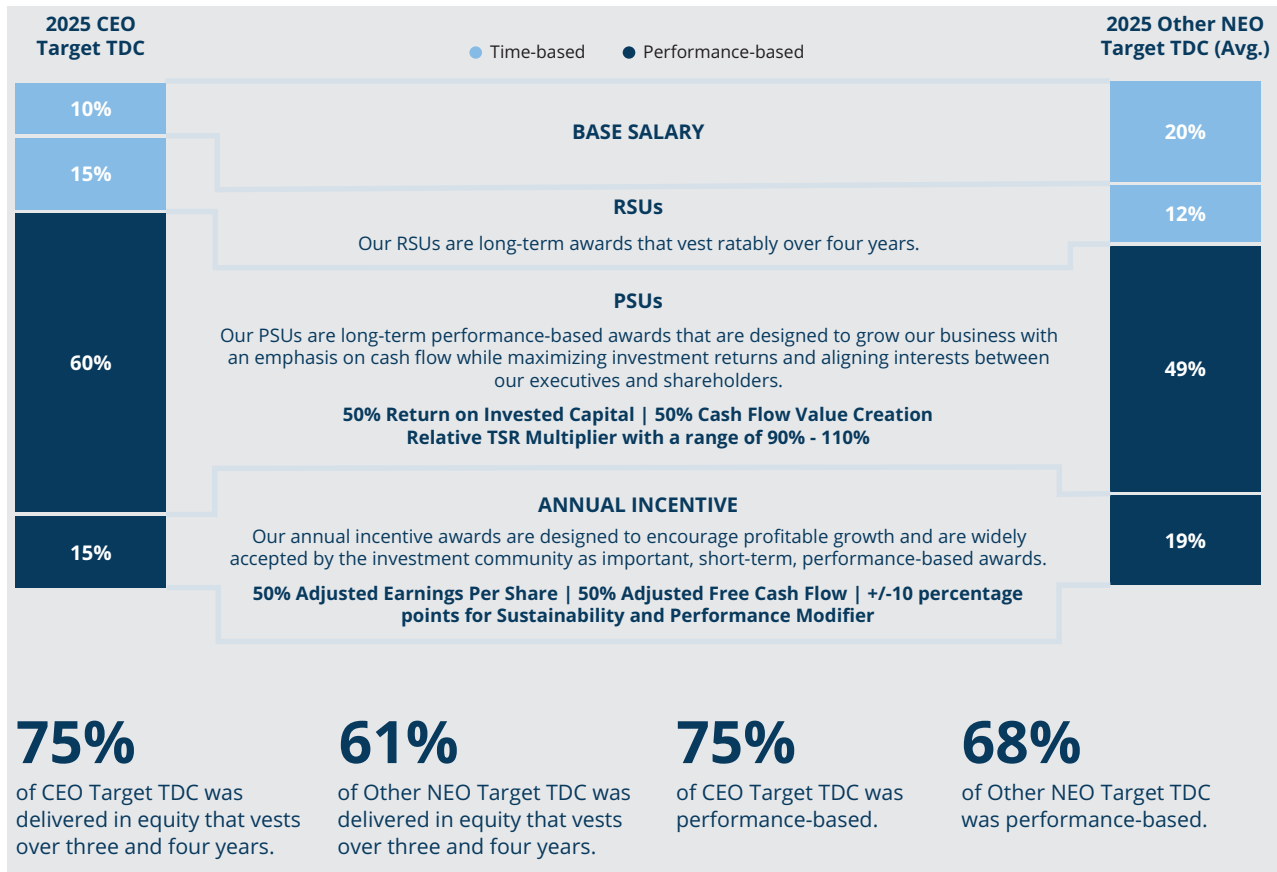 2025 CEO
Target TDC
Time-based
Performance-based
2025 Other NEO
Target TDC (Avg.)
10%
15%
60%
15%
BASE SALARY
RSUs
Our RSUs are long-term awards that vest ratably over four years.
PSUs
Our PSUs are long-term performance-based awards that are designed to grow our business with
an emphasis on cash flow while maximizing investment returns and aligning interests between
our executives and shareholders.
50% Return on Invested Capital | 50% Cash Flow Value Creation
Relative TSR Multiplier with a range of 90% - 110%
ANNUAL INCENTIVE
Our annual incentive awards are designed to encourage profitable growth and are widely
accepted by the investment community as important, short-term, performance-based awards.
50% Adjusted Earnings Per Share | 50% Adjusted Free Cash Flow | +/-10 percentage
points for Sustainability and Performance Modifier
20%
12%
49%
19%
75%
of CEO Target TDC was
delivered in equity that vests
over three and four years.
61%
of Other NEO Target TDC was
delivered in equity that vests
over three and four years.
75%
of CEO Target TDC was
performance-based.
68%
of Other NEO Target TDC
was performance-based.